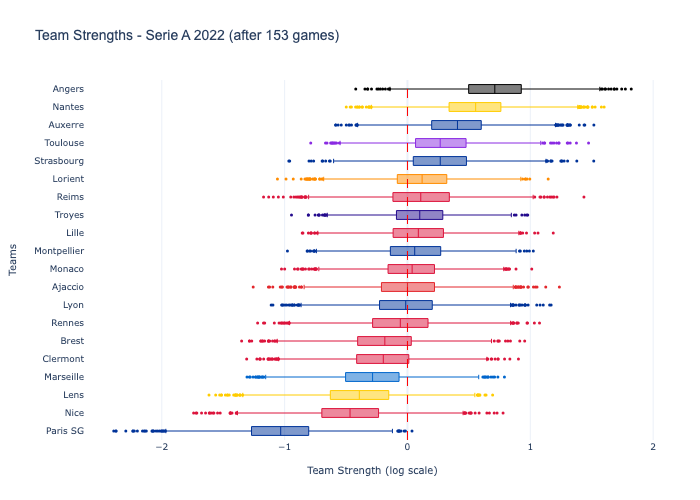 Team Strengths - Serie A 2022 (after 153 games)
Angers
Nantes
Auxerre
Toulouse
Strasbourg
Lorient
Reims
Troyes
Lille
Montpellier
Monaco
Ajaccio
Lyon
Rennes
Brest
Clermont
Marseille
Lens
Nice
Paris SG
Teams
−2 −1 0 1 2
Team Strength (log scale)